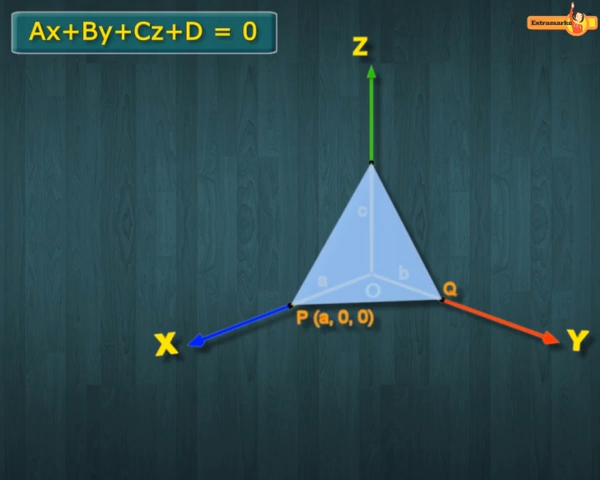 Ax+By+Cz+D = 0
Extramarks
Z
c
a
b
O
Q
P (a, 0, 0)
X
Y